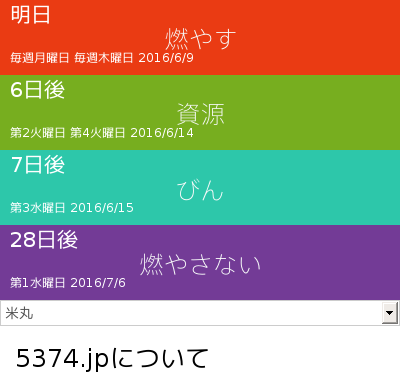 明日
燃やす
毎週月曜日 毎週木曜日 2016/6/9
6日後
資源
第2火曜日 第4火曜日 2016/6/14
7日後
びん
第3水曜日 2016/6/15
28日後
燃やさない
第1水曜日 2016/7/6
米丸
5374.jpについて